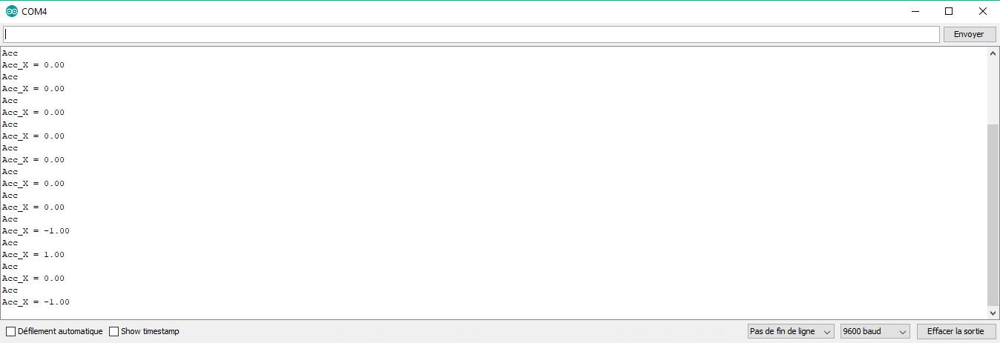 COM4
Envoyer
Acc
Acc_X = 0.00
Acc
Acc_X = 0.00
Acc
Acc_X = 0.00
Acc
Acc_X = 0.00
Acc
Acc_X = 0.00
Acc
Acc_X = 0.00
Acc
Acc_X = 0.00
Acc
Acc_X = -1.00
Acc
Acc_X = 1.00
Acc
Acc_X = 0.00
Acc
Acc_X = -1.00
Défilement automatique Show timestamp Pas de fin de ligne 9600 baud Effacer la sortie